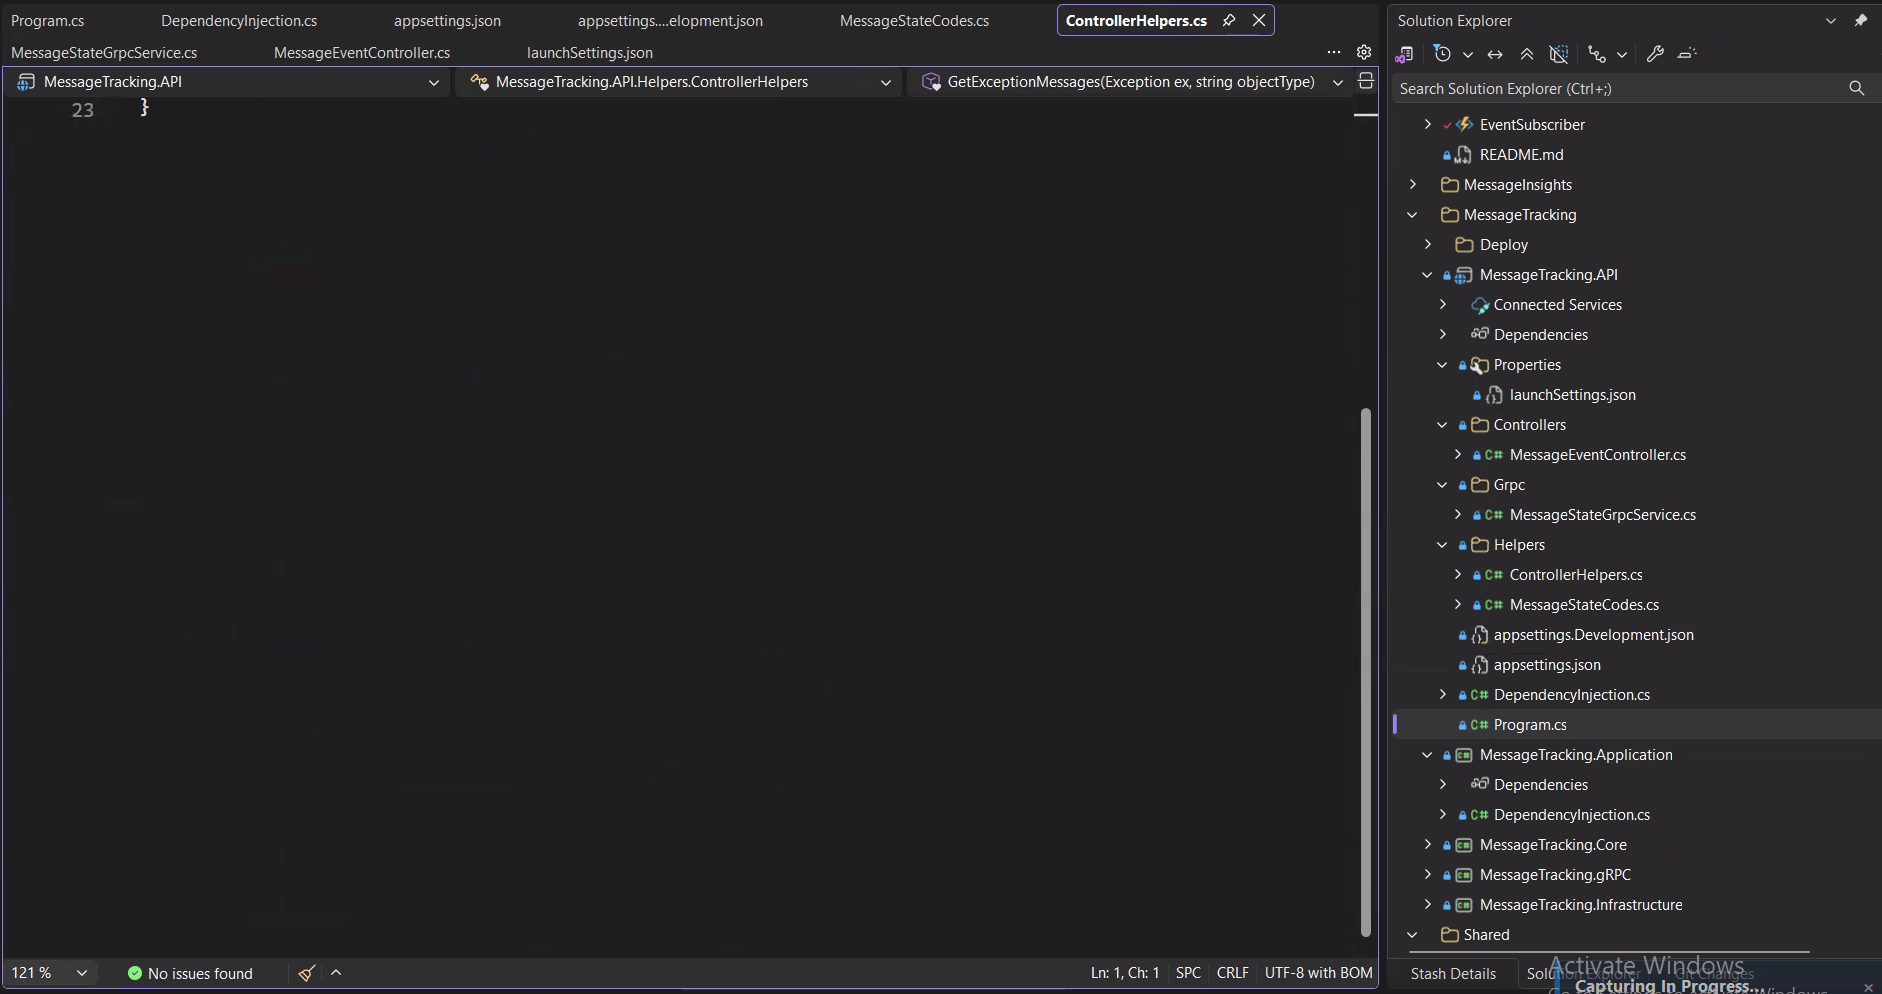 Program.cs DependencyInjection.cs appsettings.json appsettings....elopment.json MessageStateCodes.cs ControllerHelpers.cs
MessageStateGrpcService.cs MessageEventController.cs launchSettings.json
MessageTracking.API MessageTracking.API.Helpers.ControllerHelpers GetExceptionMessages(Exception ex, string objectType)
23 }
121 % No issues found Ln: 1, Ch: 1 SPC CRLF UTF-8 with BOM
Solution Explorer
Search Solution Explorer (Ctrl+;)
EventSubscriber
README.md
MessageInsights
MessageTracking
Deploy
MessageTracking.API
Connected Services
Dependencies
Properties
launchSettings.json
Controllers
C# MessageEventController.cs
Grpc
C# MessageStateGrpcService.cs
Helpers
C# ControllerHelpers.cs
C# MessageStateCodes.cs
appsettings.Development.json
appsettings.json
C# DependencyInjection.cs
C# Program.cs
C# MessageTracking.Application
Dependencies
C# DependencyInjection.cs
C# MessageTracking.Core
C# MessageTracking.gRPC
C# MessageTracking.Infrastructure
Shared
Stash Details Solution Explorer Git Changes
Activate Windows
Capturing In Progress...